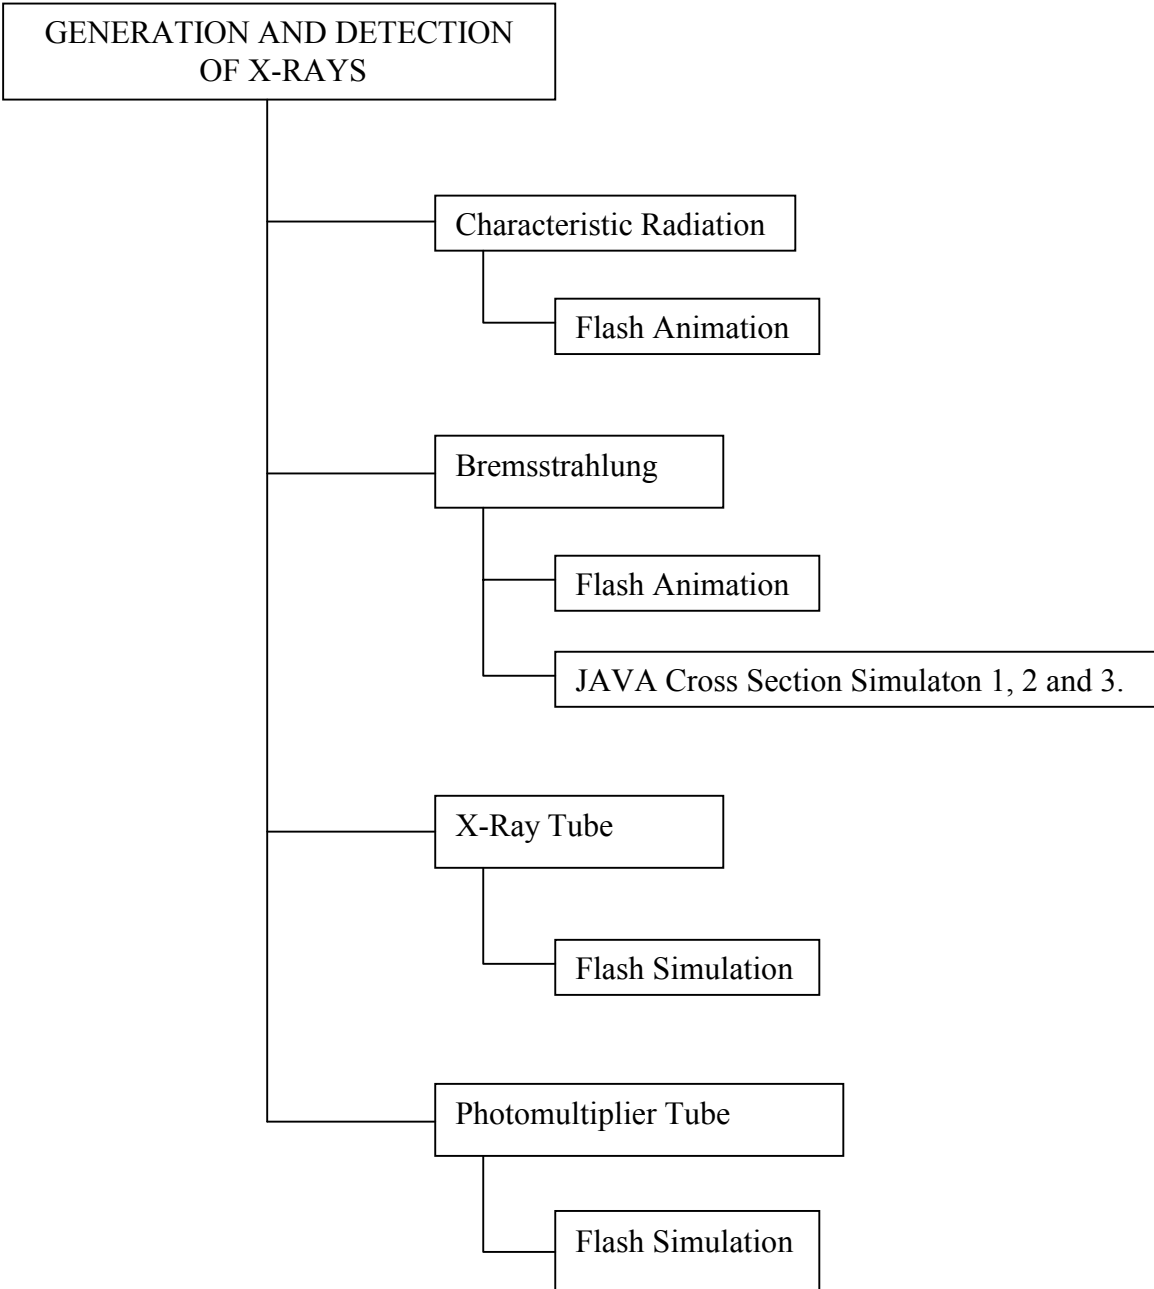 GENERATION AND DETECTION
OF X-RAYS
Characteristic Radiation
Flash Animation
Bremsstrahlung
Flash Animation
JAVA Cross Section Simulaton 1, 2 and 3.
X-Ray Tube
Flash Simulation
Photomultiplier Tube
Flash Simulation